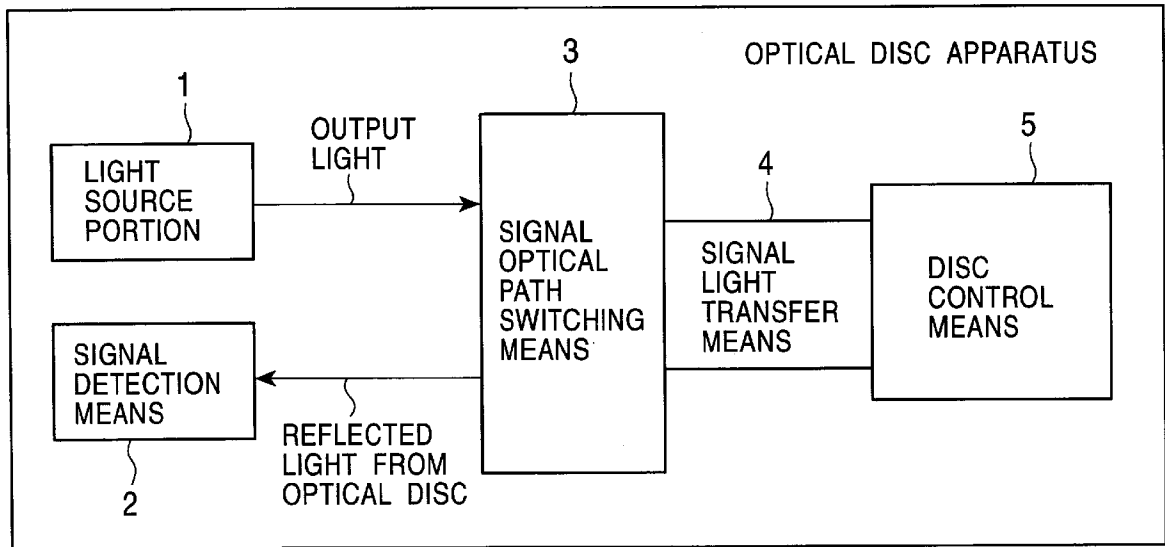 OPTICAL DISC APPARATUS
1
LIGHT
SOURCE
PORTION
OUTPUT
LIGHT
3
SIGNAL
OPTICAL
PATH
SWITCHING
MEANS
4
SIGNAL
LIGHT
TRANSFER
MEANS
5
DISC
CONTROL
MEANS
SIGNAL
DETECTION
MEANS
2
REFLECTED
LIGHT FROM
OPTICAL DISC